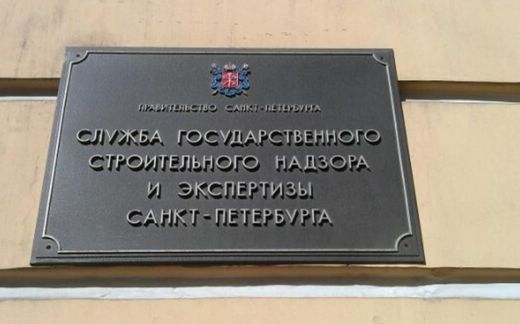 ПРАВИТЕЛЬСТВО САНКТ-ПЕТЕРБУРГА
СЛУЖБА ГОСУДАРСТВЕННОГО
СТРОИТЕЛЬНОГО НАДЗОРА
И ЭКСПЕРТИЗЫ
САНКТ-ПЕТЕРБУРГА